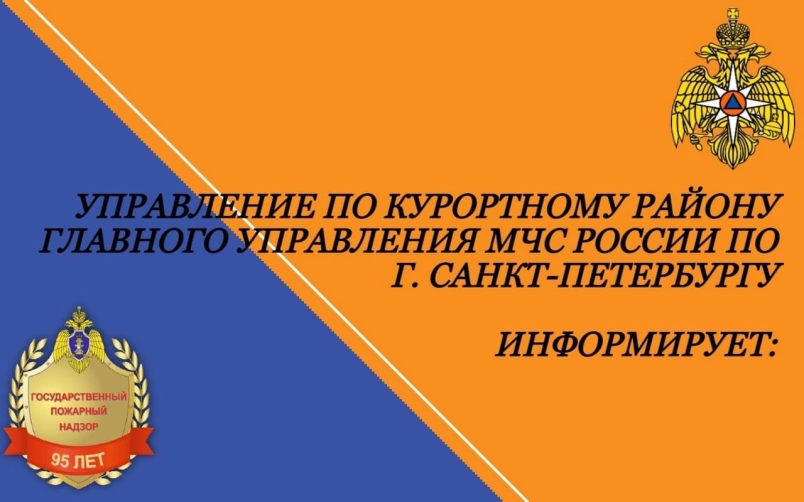 УПРАВЛЕНИЕ ПО КУРОРТНОМУ РАЙОНУ
ГЛАВНОГО УПРАВЛЕНИЯ МЧС РОССИИ ПО
Г. САНКТ-ПЕТЕРБУРГУ
ИНФОРМИРУЕТ:
ГОСУДАРСТВЕННЫЙ
ПОЖАРНЫЙ
НАДЗОР
95 ЛЕТ